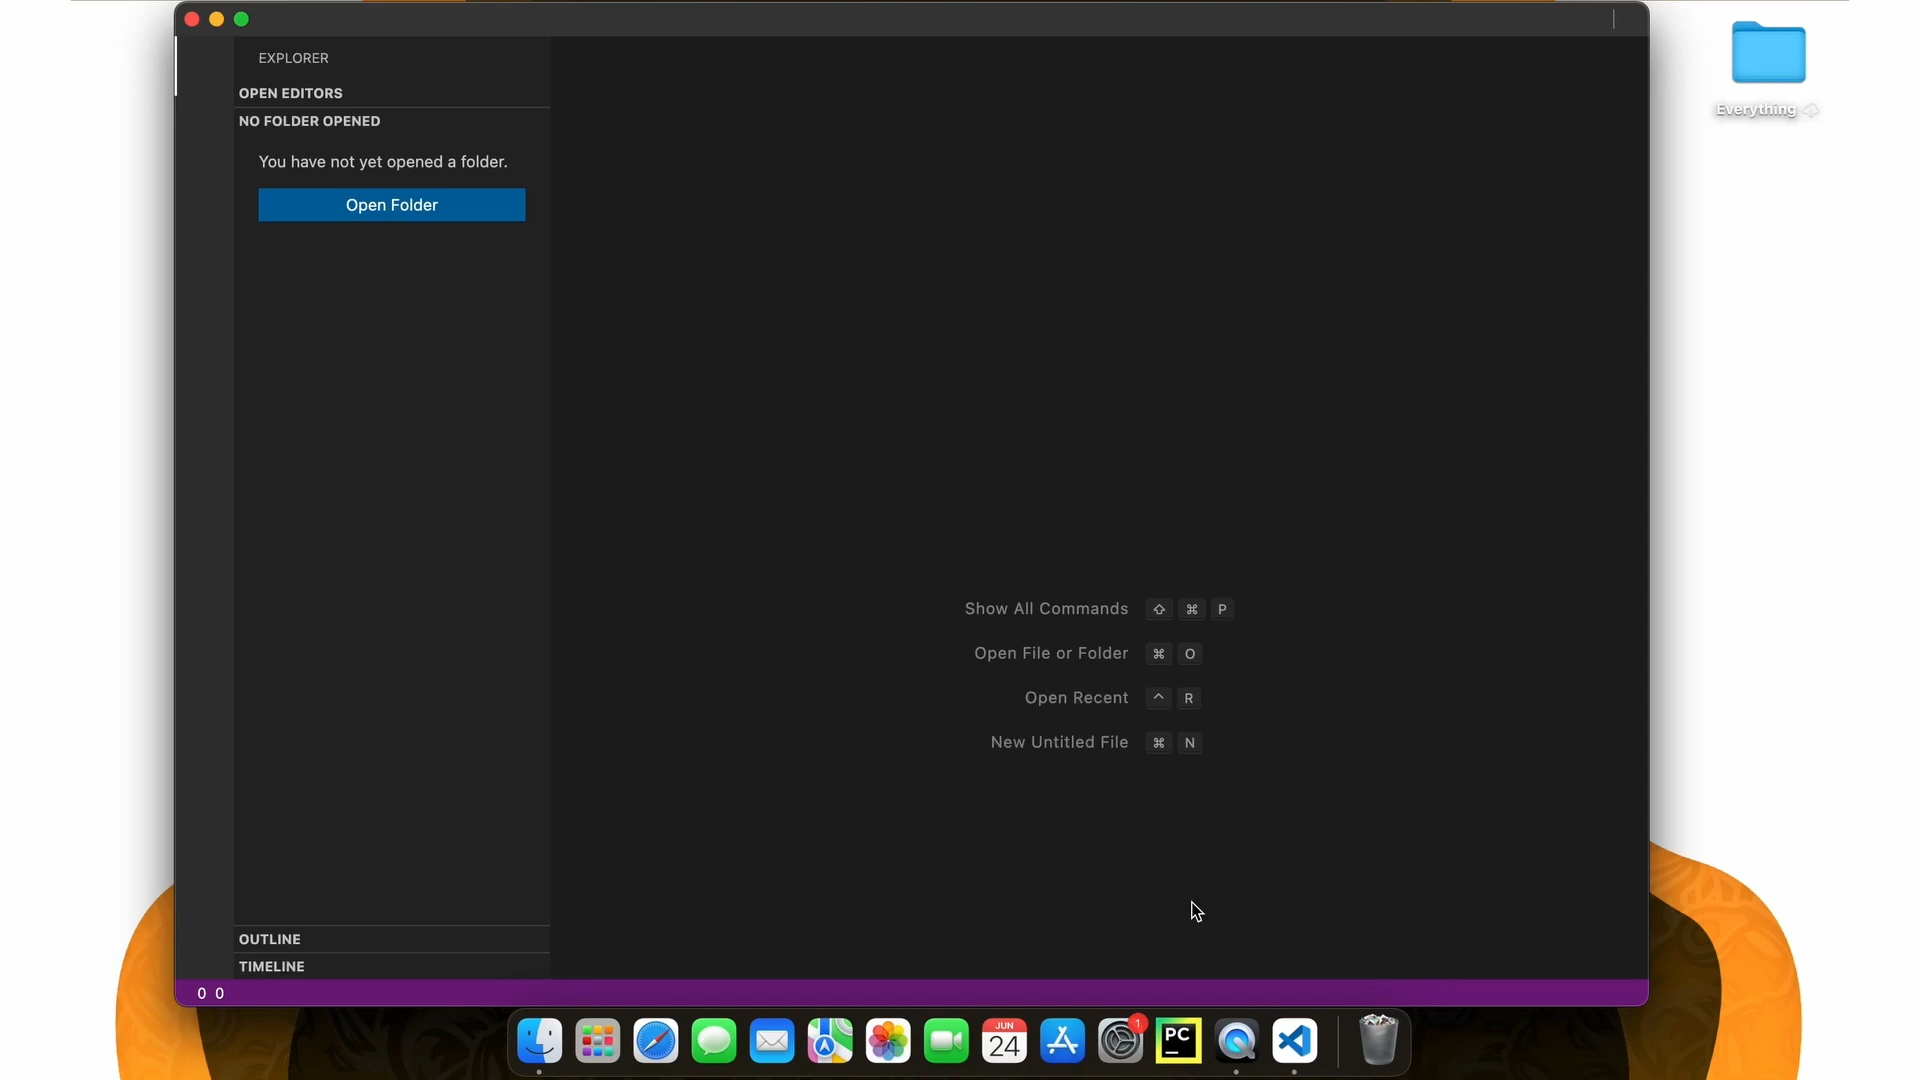 EXPLORER
OPEN EDITORS
NO FOLDER OPENED
You have not yet opened a folder.
Open Folder
Everything
Show All Commands ⇧ ⌘ P
Open File or Folder ⌘ O
Open Recent ^ R
New Untitled File ⌘ N
OUTLINE
TIMELINE
0 0
JUN
24
1
PC